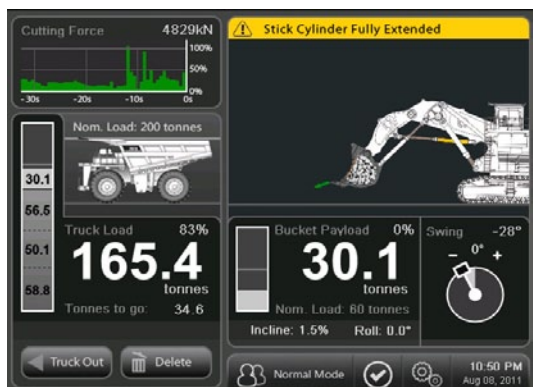 Cutting Force 4829kN
100%
50%
0%
-30s -20s -10s 0s
Nom. Load: 200 tonnes
30.1
56.5
50.1
58.8
Truck Load 83%
165.4
tonnes
Tonnes to go: 34.6
Truck Out
Delete
Stick Cylinder Fully Extended
Bucket Payload 0%
30.1
tonnes
Nom. Load: 60 tonnes
Incline: 1.5% Roll: 0.0°
Swing -28°
0°
- +
Normal Mode
10:50 PM
Aug 08, 2011